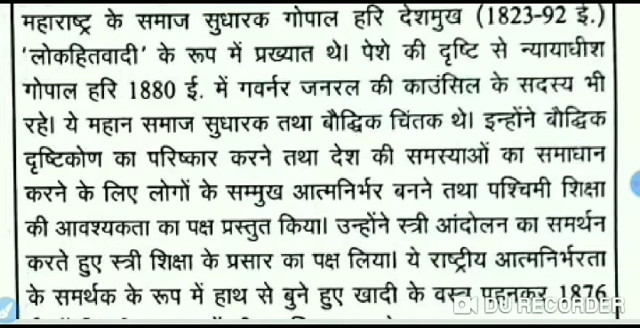 महाराष्ट्र के समाज सुधारक गोपाल हरि देशमुख (1823-92 ई.)
'लोकहितवादी' के रूप में प्रख्यात थे। पेशे की दृष्टि से न्यायाधीश
गोपाल हरि 1880 ई. में गवर्नर जनरल की काउंसिल के सदस्य भी
रहे। ये महान समाज सुधारक तथा बौद्धिक चिंतक थे। इन्होंने बौद्धिक
दृष्टिकोण का परिष्कार करने तथा देश की समस्याओं का समाधान
करने के लिए लोगों के सम्मुख आत्मनिर्भर बनने तथा पश्चिमी शिक्षा
की आवश्यकता का पक्ष प्रस्तुत किया। उन्होंने स्त्री आंदोलन का समर्थन
करते हुए स्त्री शिक्षा के प्रसार का पक्ष लिया। ये राष्ट्रीय आत्मनिर्भरता
के समर्थक के रूप में हाथ से बुने हुए खादी के वस्त्र पहनकर 1876
DU RECORDER